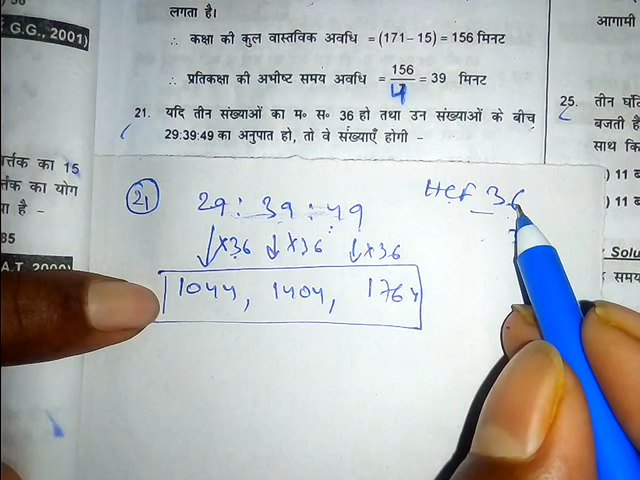 G.G., 2001)
लगता है।
∴ कक्षा की कुल वास्तविक अवधि = (171–15) = 156 मिनट
∴ प्रतिकक्षा की अभीष्ट समय अवधि = 156/4 = 39 मिनट
21. यदि तीन संख्याओं का म० स० 36 हो तथा उन संख्याओं के बीच
29:39:49 का अनुपात हो, तो वे संख्याएँ होगी –
र्तक का 15
र्तक का योग
ा है -
85
A.T. 2000)
21 29 : 39 : 49
HCF 36
×36 ×36 ×36
1044, 1404, 1764
आगामी
25. तीन घंटि
बजती है
साथ कि
) 11 ब
) 11 ब
Solu
समय